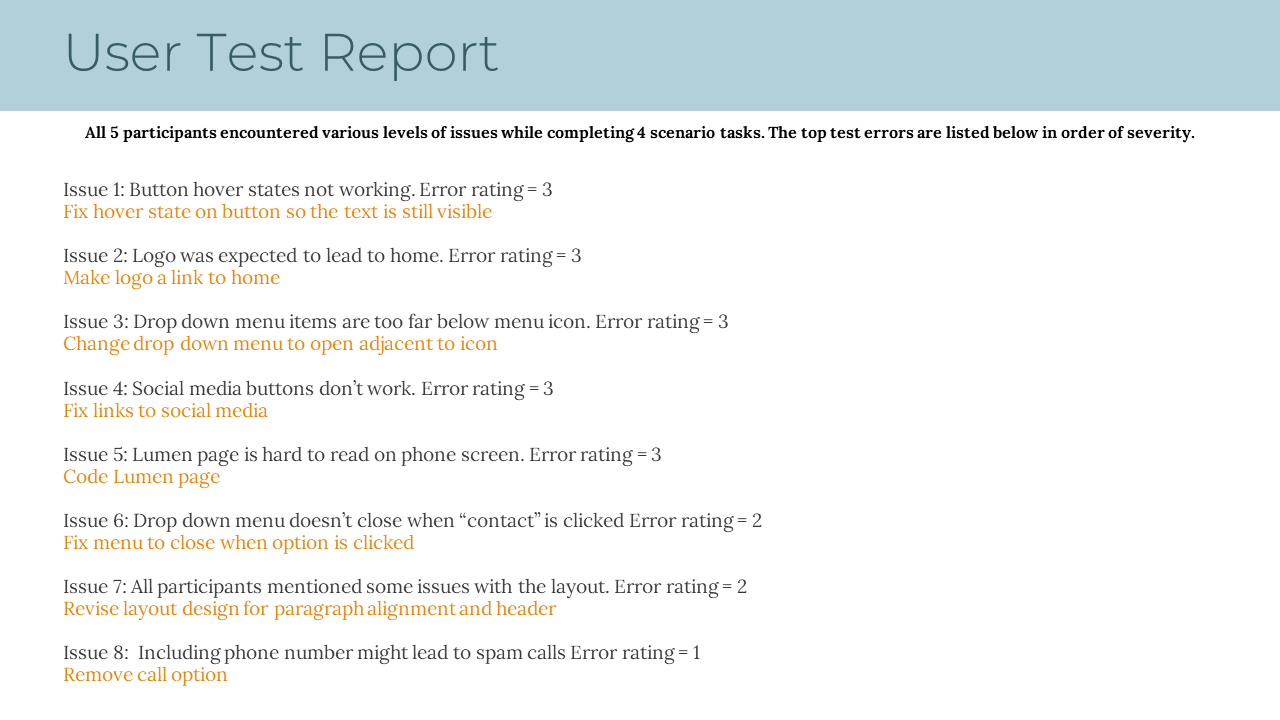 User Test Report
All 5 participants encountered various levels of issues while completing 4 scenario tasks. The top test errors are listed below in order of severity.
Issue 1: Button hover states not working. Error rating = 3
Fix hover state on button so the text is still visible
Issue 2: Logo was expected to lead to home. Error rating = 3
Make logo a link to home
Issue 3: Drop down menu items are too far below menu icon. Error rating = 3
Change drop down menu to open adjacent to icon
Issue 4: Social media buttons don’t work. Error rating = 3
Fix links to social media
Issue 5: Lumen page is hard to read on phone screen. Error rating = 3
Code Lumen page
Issue 6: Drop down menu doesn’t close when “contact” is clicked Error rating = 2
Fix menu to close when option is clicked
Issue 7: All participants mentioned some issues with the layout. Error rating = 2
Revise layout design for paragraph alignment and header
Issue 8:  Including phone number might lead to spam calls Error rating = 1
Remove call option